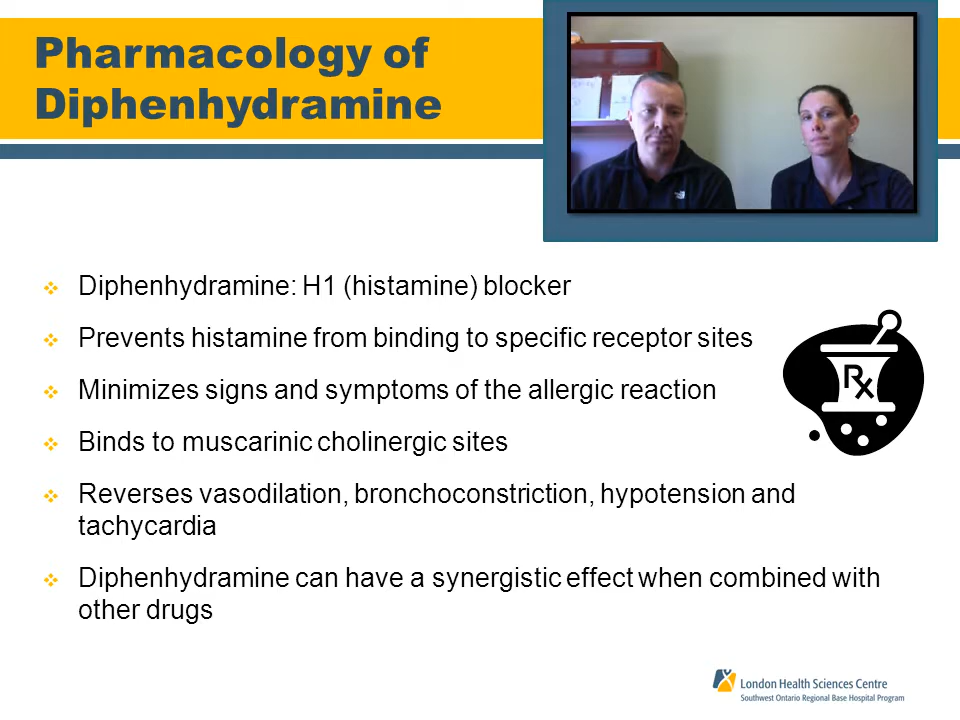 Pharmacology of
Diphenhydramine
Diphenhydramine: H1 (histamine) blocker
Prevents histamine from binding to specific receptor sites
Minimizes signs and symptoms of the allergic reaction
Rx
Binds to muscarinic cholinergic sites
Reverses vasodilation, bronchoconstriction, hypotension and
tachycardia
Diphenhydramine can have a synergistic effect when combined with
other drugs
London Health Sciences Centre
Southwest Ontario Regional Base Hospital Program